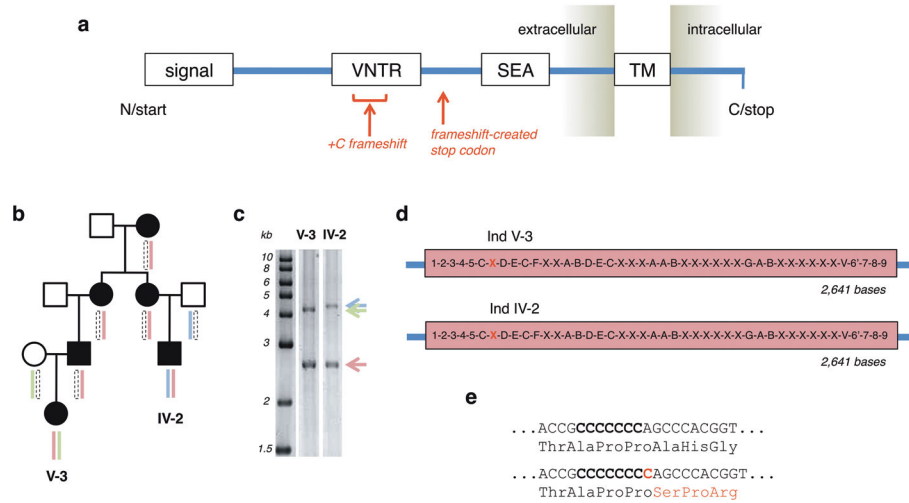 a
extracellular
intracellular
signal
VNTR
SEA
TM
N/start
C/stop
+C frameshift
frameshift-created
stop codon
b
V-3
IV-2
c
kb
V-3
IV-2
10
8
6
5
4
3
2
1.5
d
Ind V-3
1-2-3-4-5-C-X-D-E-C-F-X-X-A-B-D-E-C-X-X-X-A-A-B-X-X-X-X-X-X-G-A-B-X-X-X-X-X-X-V-6'-7-8-9
2,641 bases
Ind IV-2
1-2-3-4-5-C-X-D-E-C-F-X-X-A-B-D-E-C-X-X-X-A-A-B-X-X-X-X-X-X-G-A-B-X-X-X-X-X-X-V-6'-7-8-9
2,641 bases
e
...ACCGCCCCCCCAGCCCACGGT...
ThrAlaProProAlaHisGly
...ACCGCCCCCCCCAGCCCACGGT...
ThrAlaProProSerProArg